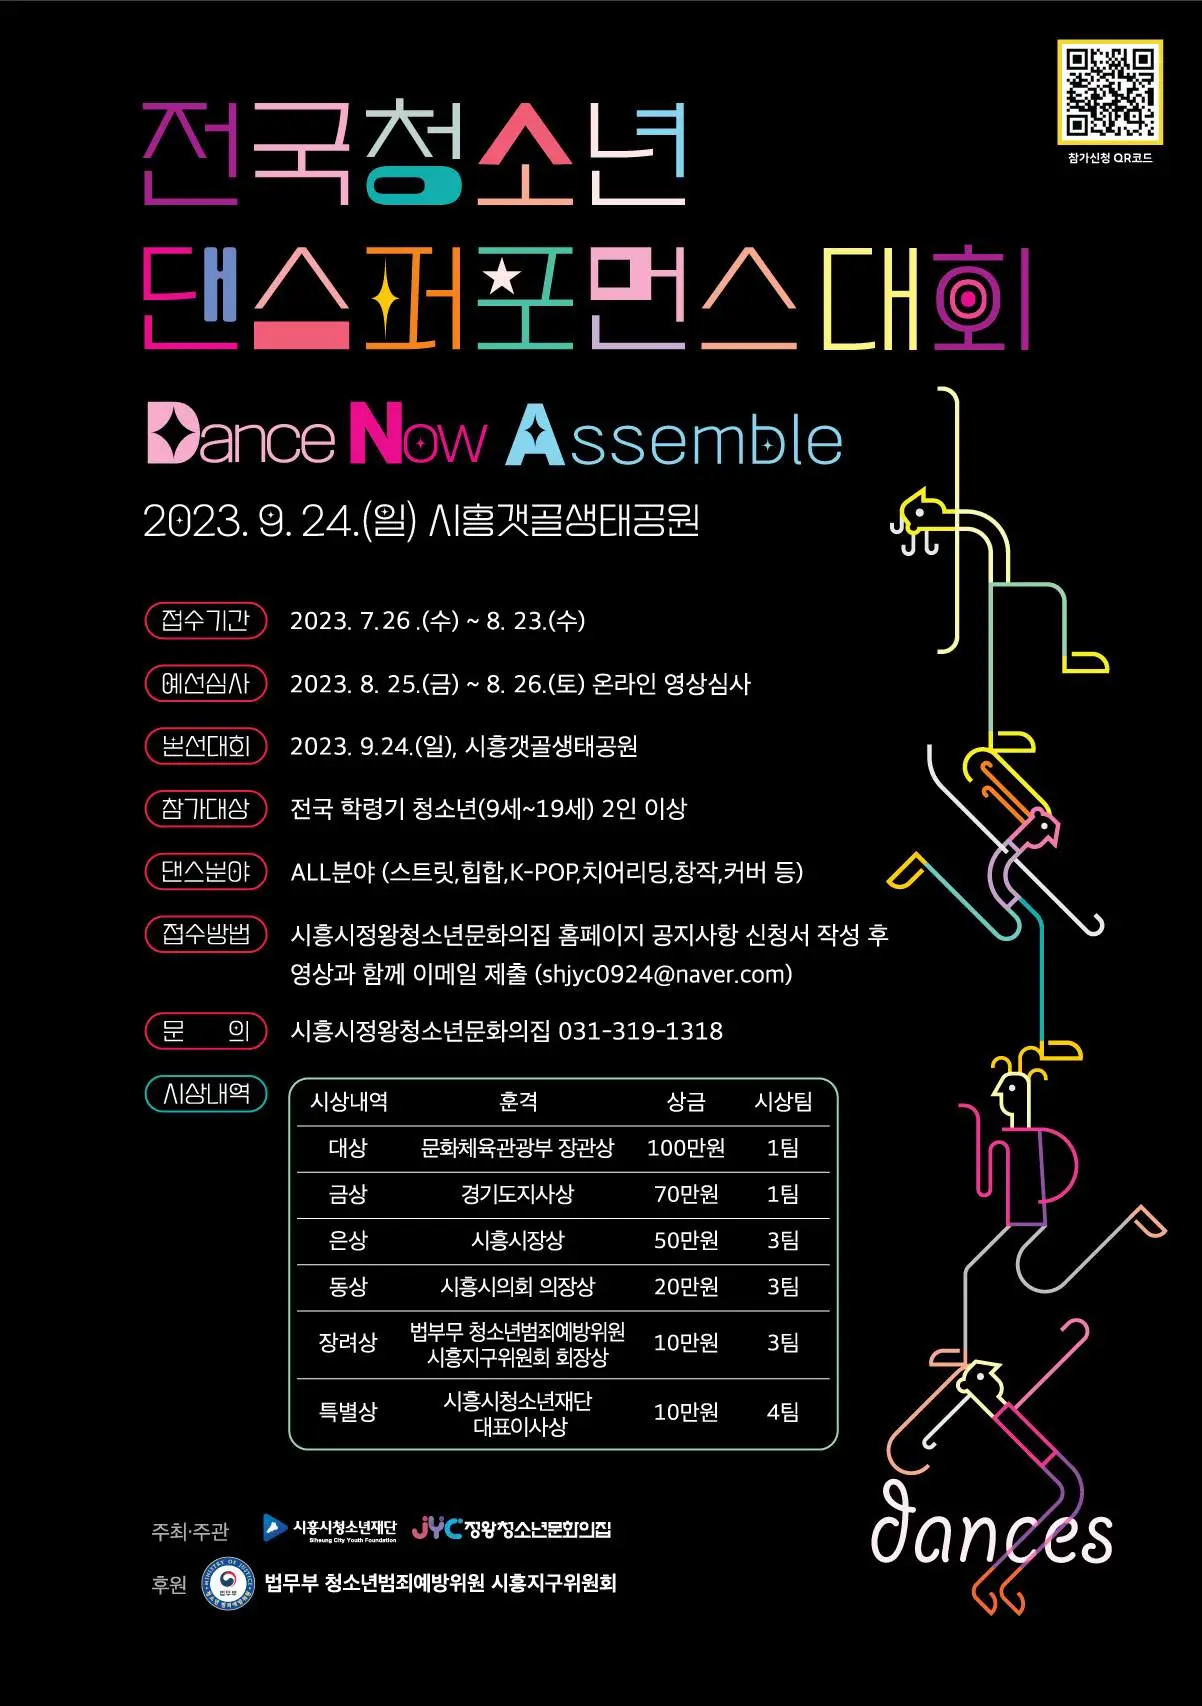 참가신청 QR코드
전국청소년
댄스퍼포먼스대회
Dance Now Assemble
2023. 9. 24.(일) 시흥갯골생태공원
접수기간 2023. 7.26 .(수) ~ 8. 23.(수)
예선심사 2023. 8. 25.(금) ~ 8. 26.(토) 온라인 영상심사
본선대회 2023. 9.24.(일), 시흥갯골생태공원
참가대상 전국 학령기 청소년(9세~19세) 2인 이상
댄스분야 ALL분야 (스트릿,힙합,K-POP,치어리딩,창작,커버 등)
접수방법 시흥시정왕청소년문화의집 홈페이지 공지사항 신청서 작성 후
영상과 함께 이메일 제출 (shjyc0924@naver.com)
문 의 시흥시정왕청소년문화의집 031-319-1318
시상내역
시상내역 훈격 상금 시상팀
대상 문화체육관광부 장관상 100만원 1팀
금상 경기도지사상 70만원 1팀
은상 시흥시장상 50만원 3팀
동상 시흥시의회 의장상 20만원 3팀
장려상 법부무 청소년범죄예방위원 시흥지구위원회 회장상 10만원 3팀
특별상 시흥시청소년재단 대표이사상 10만원 4팀
dances
주최·주관 시흥시청소년재단 JYC 정왕청소년문화의집
Siheung City Youth Foundation
후원 MINISTRY OF JUSTICE 법무부 법무부 청소년범죄예방위원 시흥지구위원회